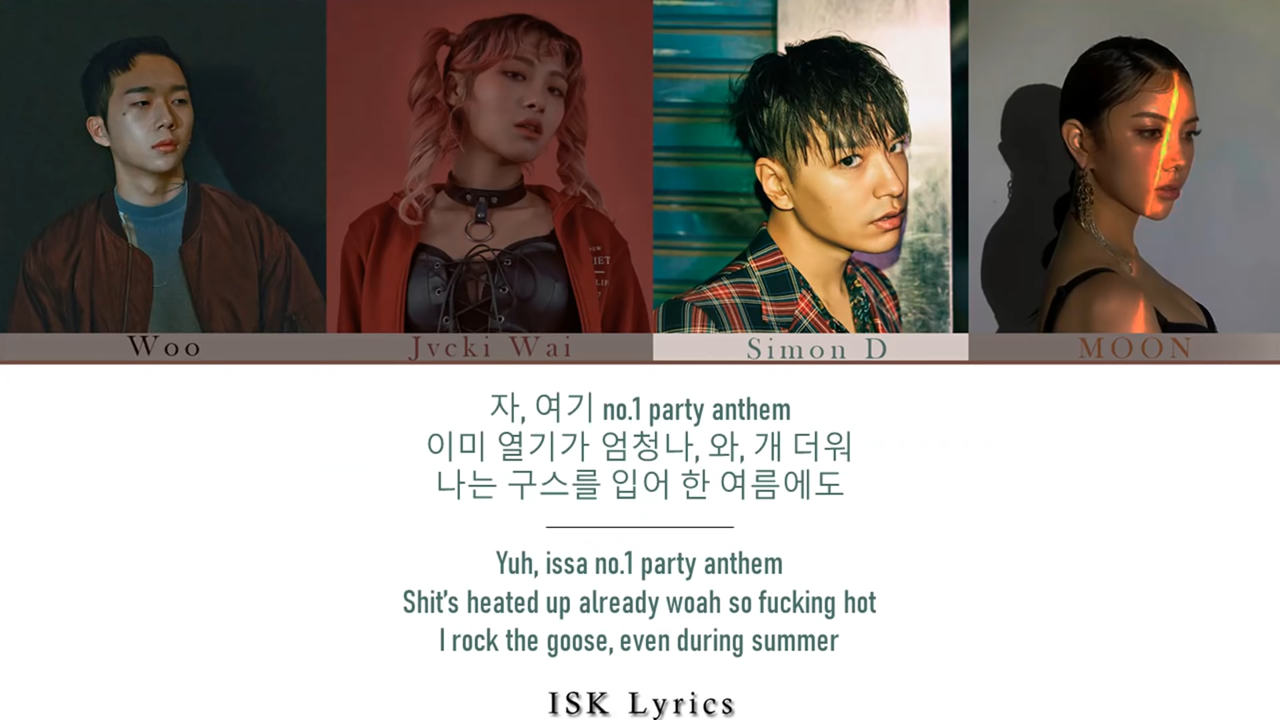 NEW
Woo
Jvcki Wai
Simon D
MOON
자, 여기 no.1 party anthem
이미 열기가 엄청나, 와, 개 더워
나는 구스를 입어 한 여름에도
Yuh, issa no.1 party anthem
Shit's heated up already woah so fucking hot
I rock the goose, even during summer
ISK Lyrics